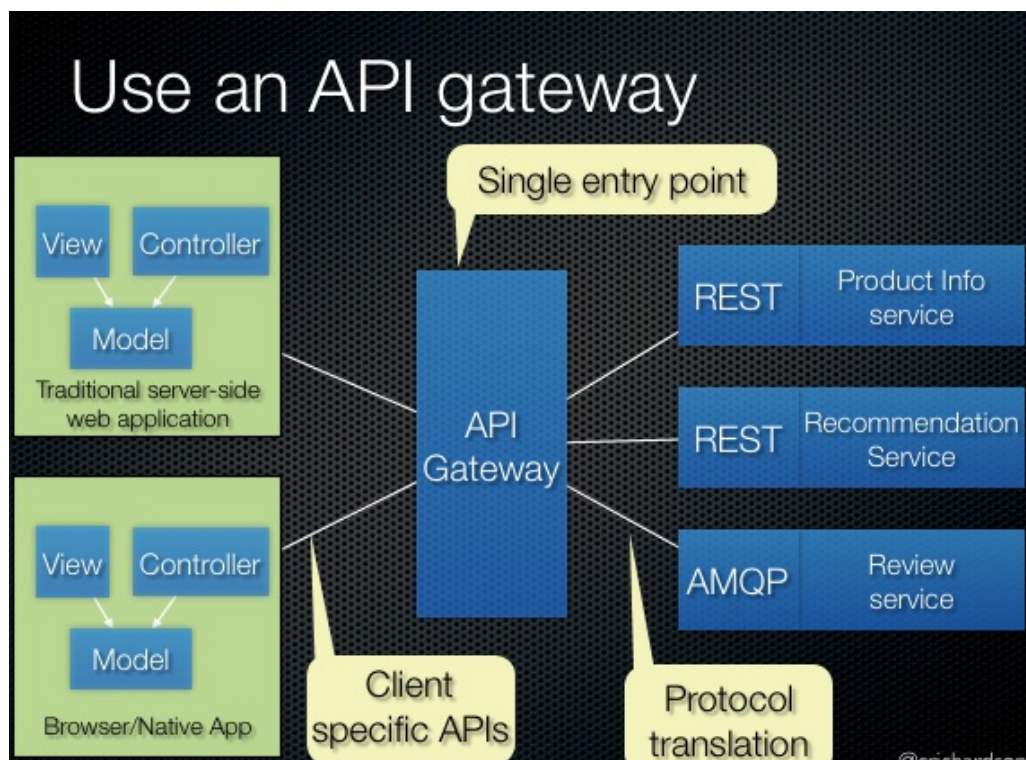 Use an API gateway
Single entry point
View
Controller
Model
Traditional server-side
web application
View
Controller
Model
Browser/Native App
API
Gateway
REST
Product Info
service
REST
Recommendation
Service
AMQP
Review
service
Client
specific APIs
Protocol
translation